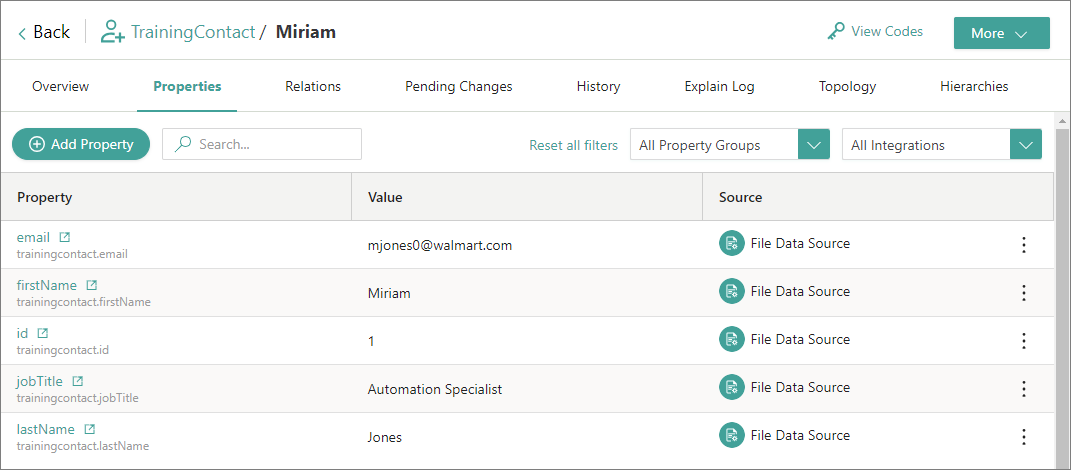 Back TrainingContact / Miriam View Codes More
Overview Properties Relations Pending Changes History Explain Log Topology Hierarchies
Add Property Search... Reset all filters All Property Groups All Integrations
Property Value Source
email mjones0@walmart.com File Data Source
trainingcontact.email
firstName Miriam File Data Source
trainingcontact.firstName
id 1 File Data Source
trainingcontact.id
jobTitle Automation Specialist File Data Source
trainingcontact.jobTitle
lastName Jones File Data Source
trainingcontact.lastName